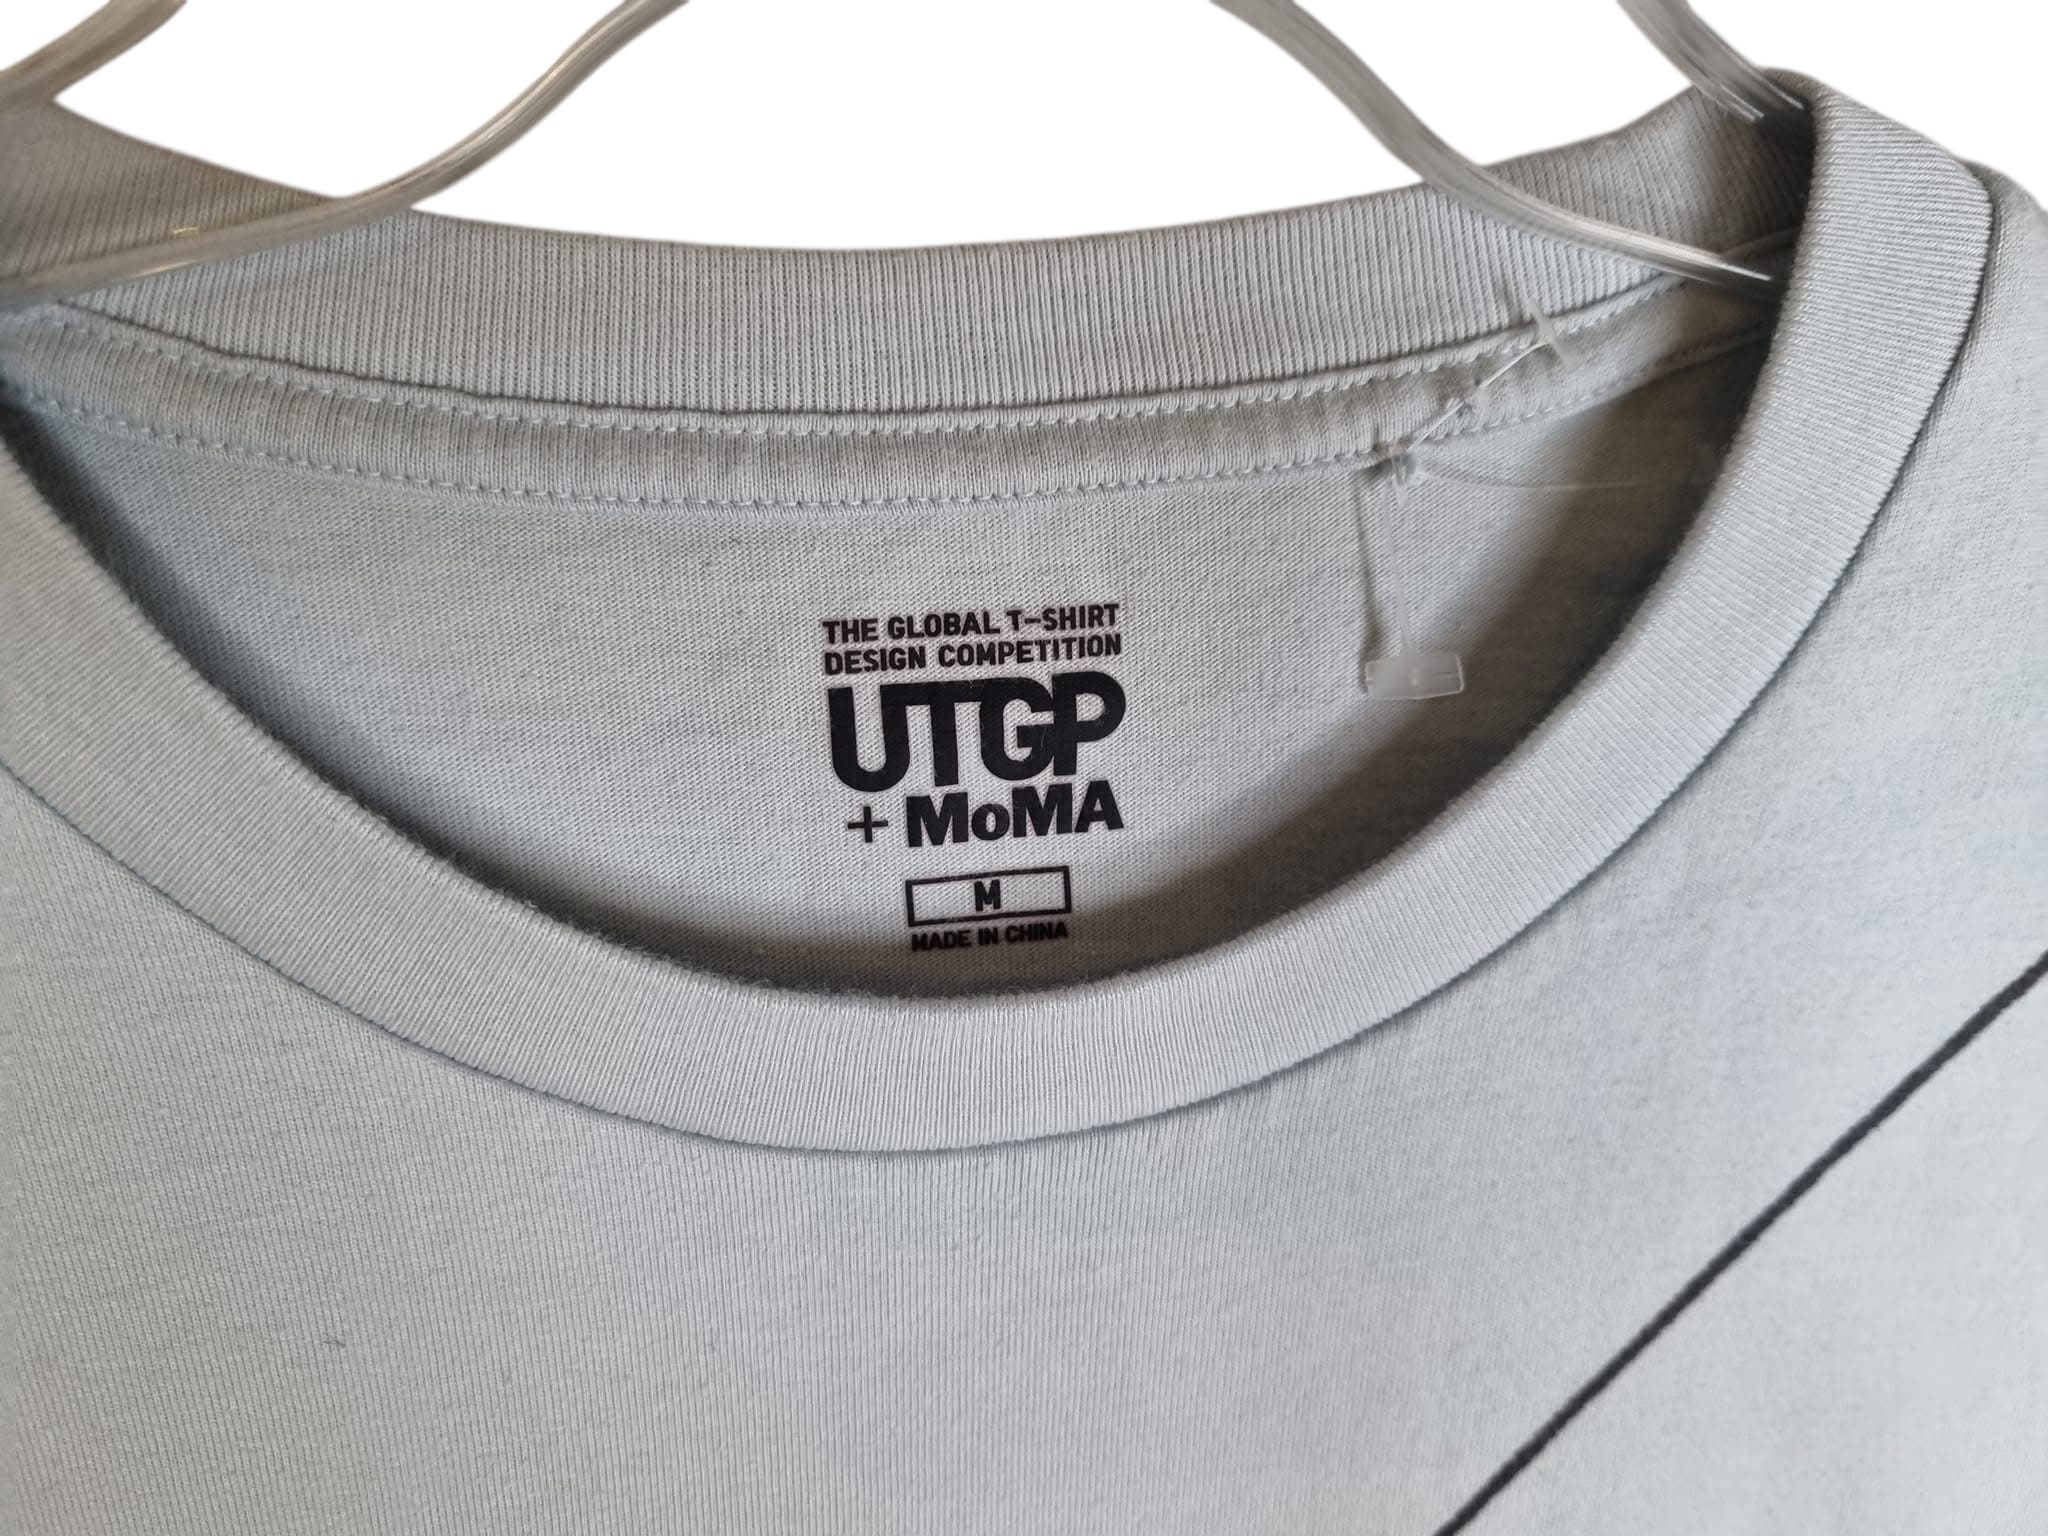 THE GLOBAL T-SHIRT
DESIGN COMPETITION
UTGP
+ MoMA
M
MADE IN CHINA